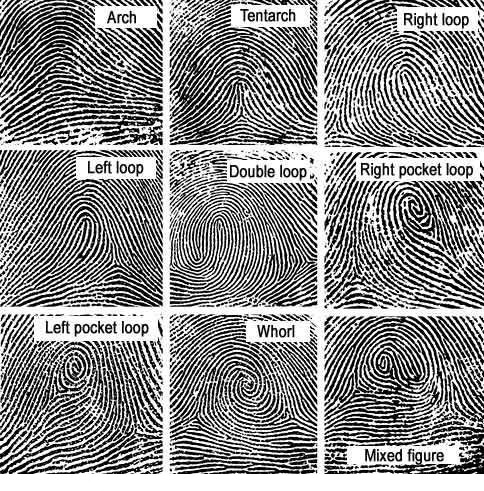 Arch
Tentarch
Right loop
Left loop
Double loop
Right pocket loop
Left pocket loop
Whorl
Mixed figure